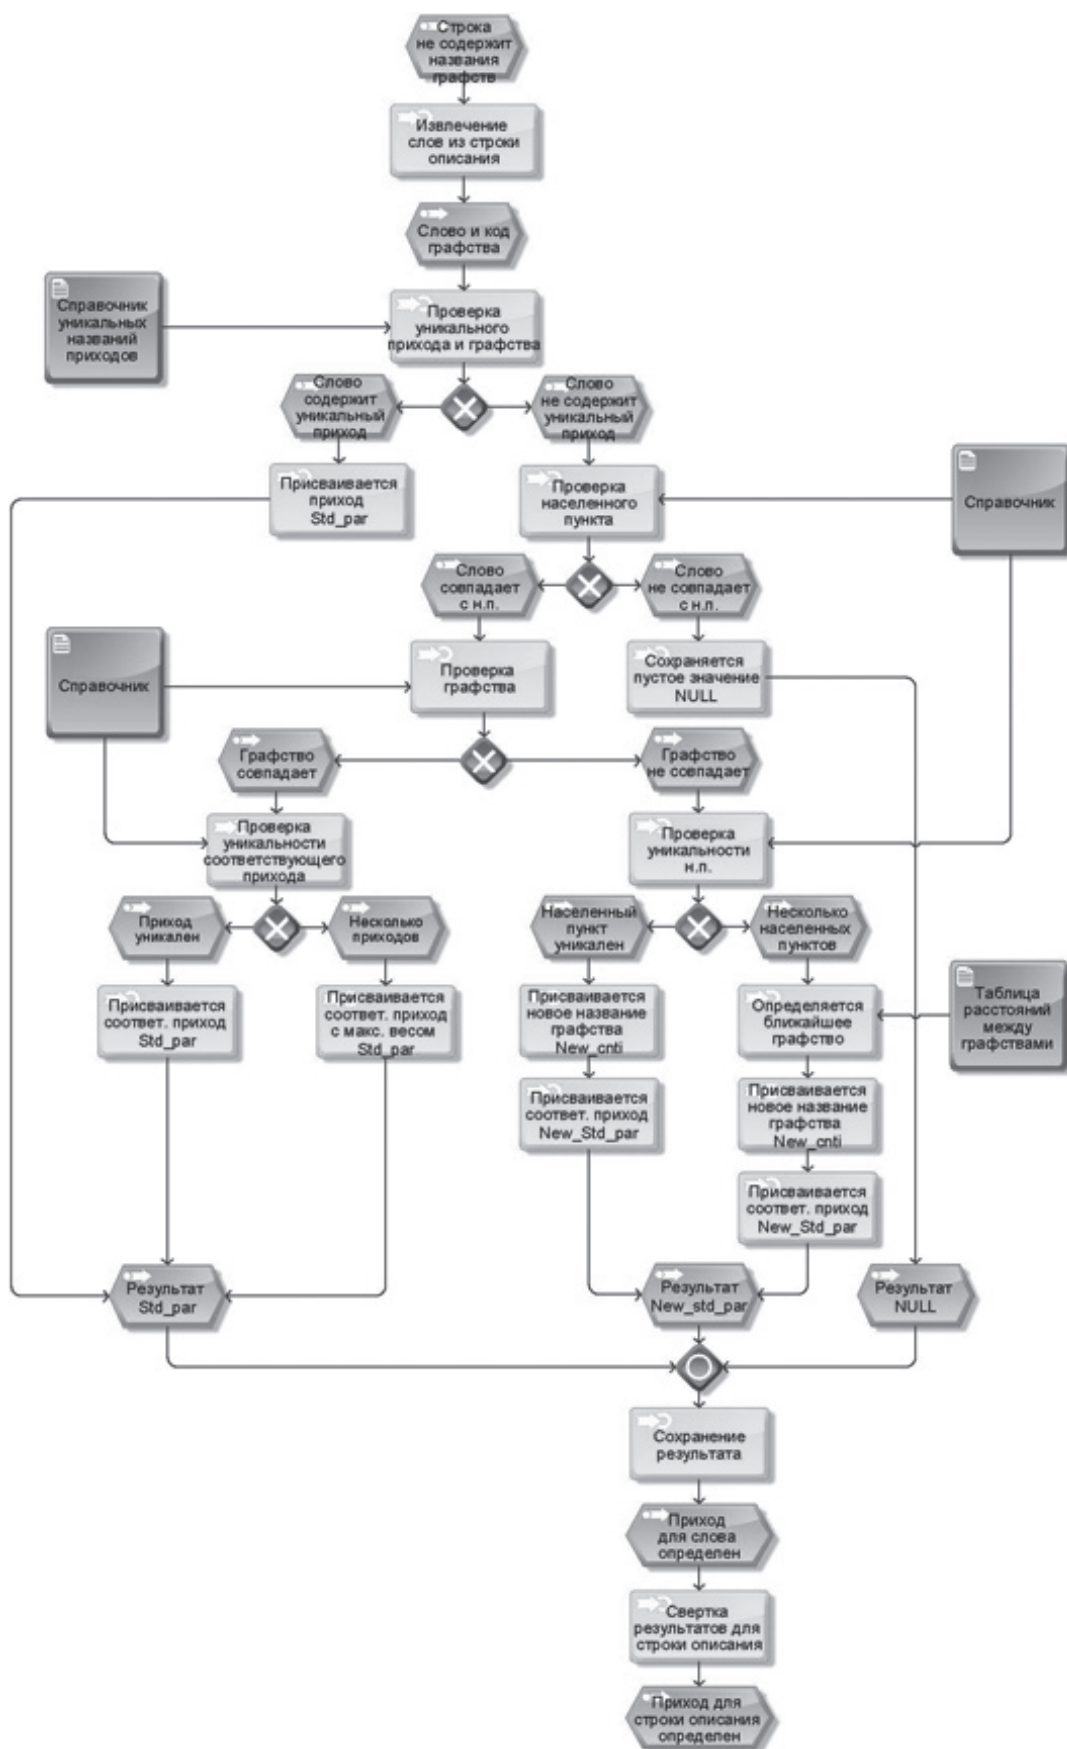 Строка
не содержит
названия
графств
Извлечение
слов из строки
описания
Слово и код
графства
Справочник
уникальных
названий
приходов
Проверка
уникального
прихода и графства
Слово
содержит
уникальный
приход
Слово
не содержит
уникальный
приход
Присваивается
приход
Std_par
Проверка
населенного
пункта
Справочник
Слово
совпадает
с н.п.
Слово
не совпадает
с н.п.
Справочник
Проверка
графства
Сохраняется
пустое значение
NULL
Графство
совпадает
Графство
не совпадает
Проверка
уникальности
соответствующего
прихода
Проверка
уникальности
н.п.
Приход
уникален
Несколько
приходов
Населенный
пункт
уникален
Несколько
населенных
пунктов
Присваивается
соответ. приход
Std_par
Присваивается
соответ. приход
с макс. весом
Std_par
Присваивается
новое название
графства
New_cnti
Определяется
ближайшее
графство
Таблица
расстояний
между
графствами
Присваивается
соответ. приход
New_Std_par
Присваивается
новое название
графства
New_cnti
Присваивается
соответ. приход
New_Std_par
Результат
Std_par
Результат
New_std_par
Результат
NULL
Сохранение
результата
Приход
для слова
определен
Свертка
результатов для
строки описания
Приход для
строки описания
определен